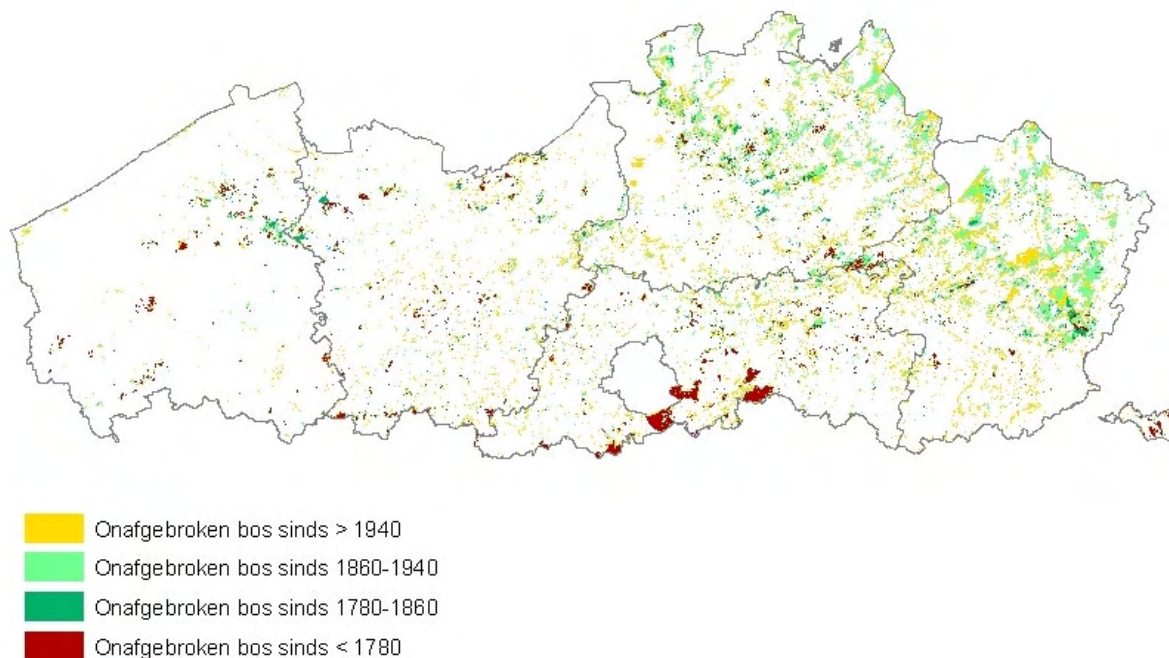 Onafgebroken bos sinds > 1940
Onafgebroken bos sinds 1860-1940
Onafgebroken bos sinds 1780-1860
Onafgebroken bos sinds < 1780